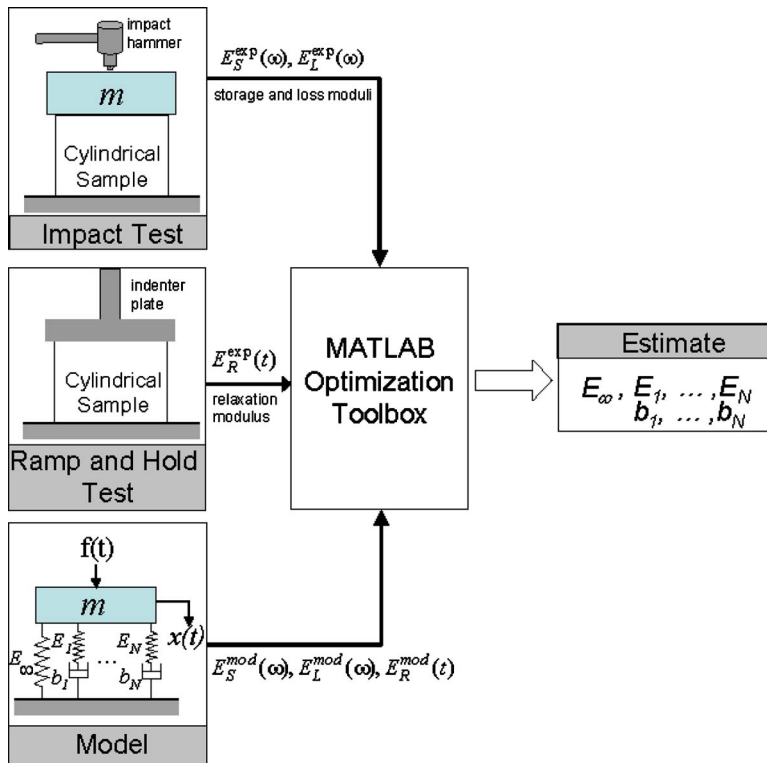 impact
hammer
m
Cylindrical
Sample
Impact Test
E_S^exp(ω), E_L^exp(ω)
storage and loss moduli
indenter
plate
Cylindrical
Sample
Ramp and Hold
Test
E_R^exp(t)
relaxation
modulus
MATLAB
Optimization
Toolbox
Estimate
E_∞, E_1, ... ,E_N
b_1, ... ,b_N
f(t)
m
x(t)
E_∞ E_1 E_N
b_1 ... b_N
Model
E_S^mod(ω), E_L^mod(ω), E_R^mod(t)